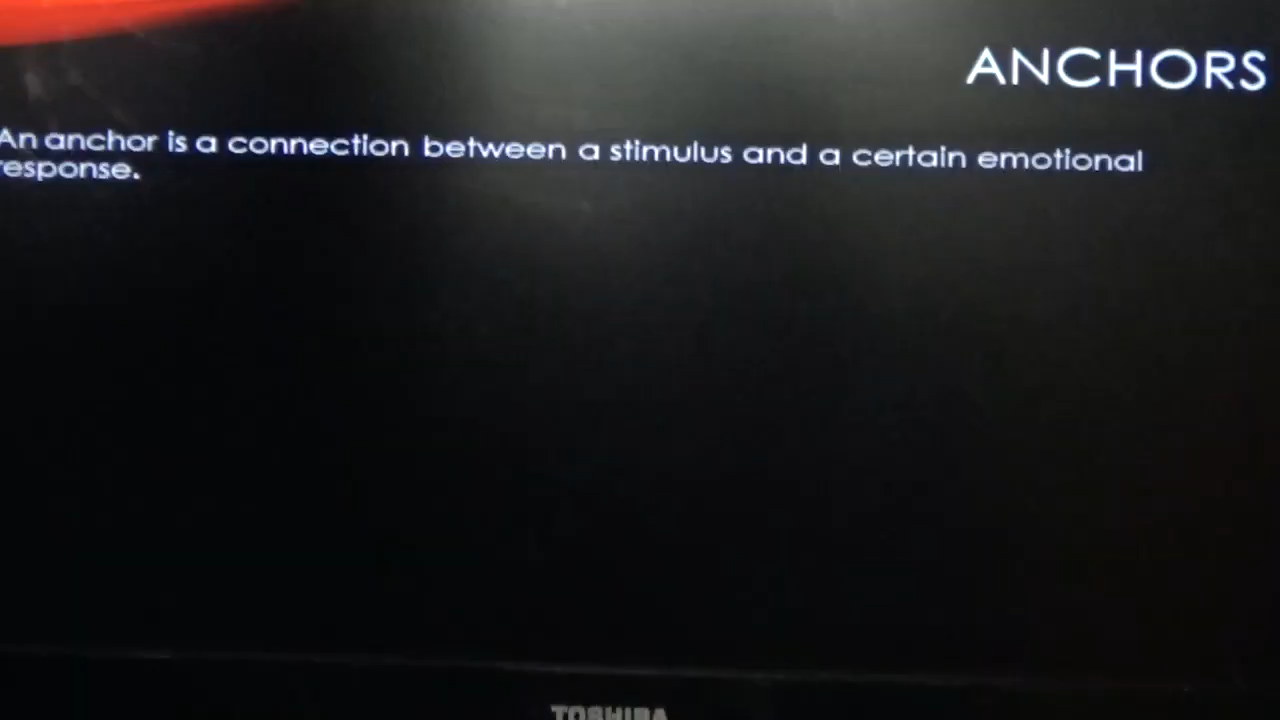 ANCHORS
An anchor is a connection between a stimulus and a certain emotional
response.
TOSHIBA